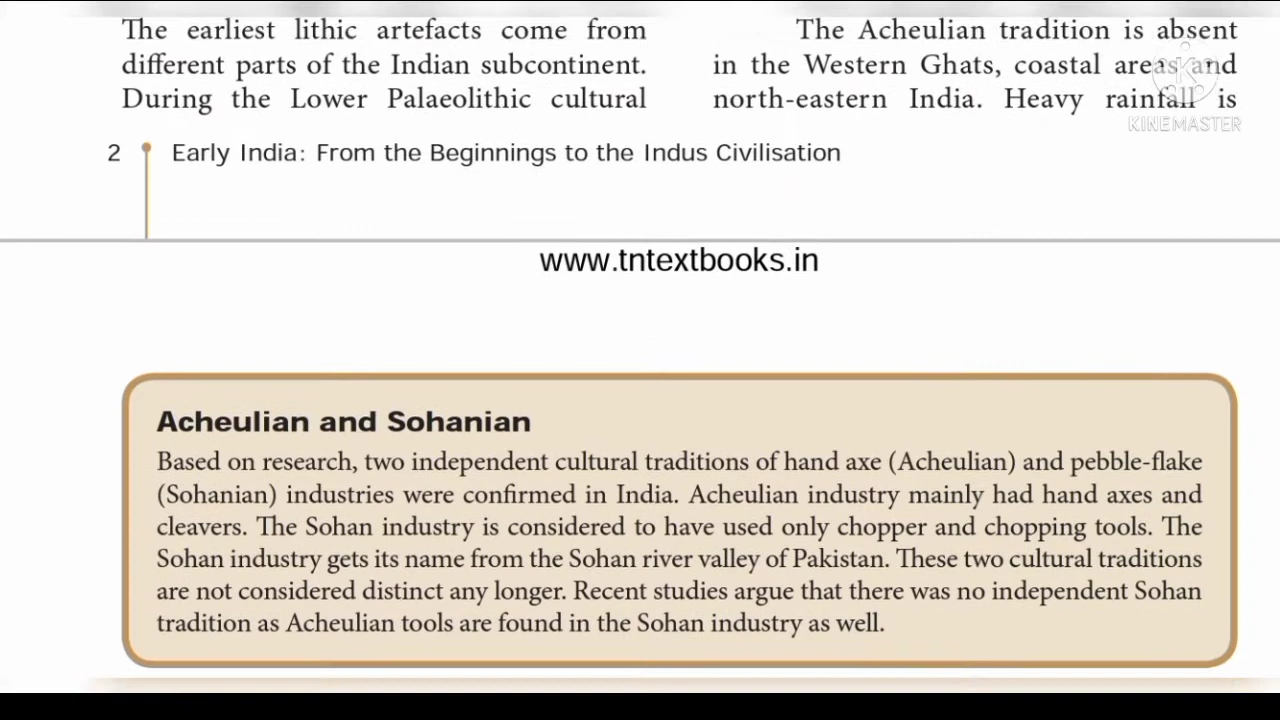 The earliest lithic artefacts come from
different parts of the Indian subcontinent.
During the Lower Palaeolithic cultural
The Acheulian tradition is absent
in the Western Ghats, coastal areas and
north-eastern India. Heavy rainfall is
KINEMASTER
2 Early India: From the Beginnings to the Indus Civilisation
www.tntextbooks.in
Acheulian and Sohanian
Based on research, two independent cultural traditions of hand axe (Acheulian) and pebble-flake
(Sohanian) industries were confirmed in India. Acheulian industry mainly had hand axes and
cleavers. The Sohan industry is considered to have used only chopper and chopping tools. The
Sohan industry gets its name from the Sohan river valley of Pakistan. These two cultural traditions
are not considered distinct any longer. Recent studies argue that there was no independent Sohan
tradition as Acheulian tools are found in the Sohan industry as well.